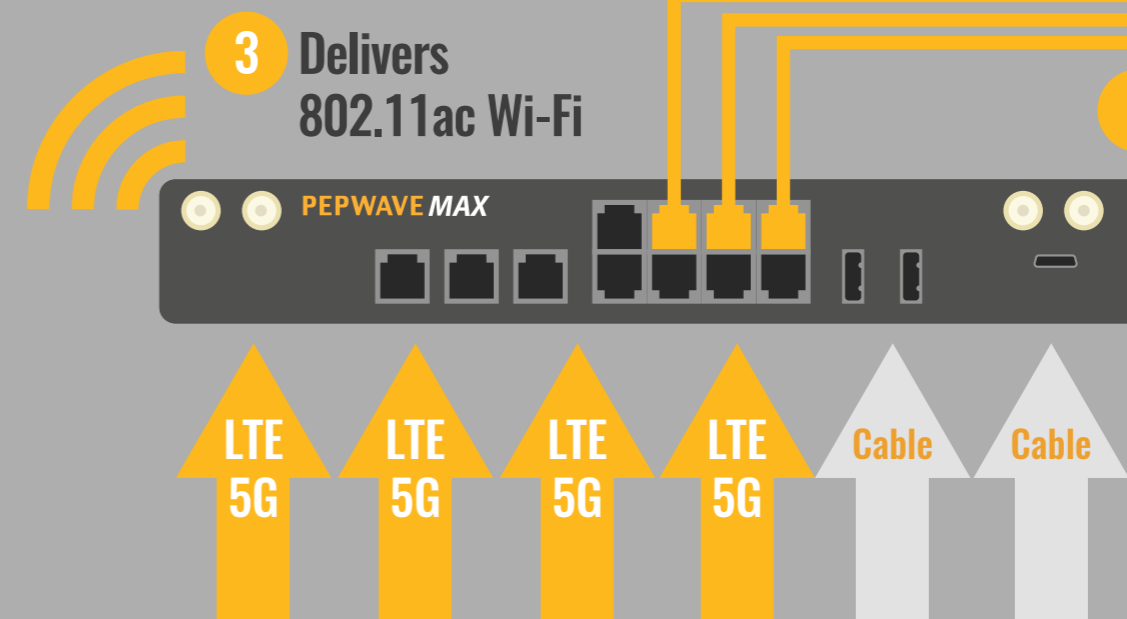 3
Delivers
802.11ac Wi-Fi
PEPWAVE MAX
LTE
5G
LTE
5G
LTE
5G
LTE
5G
Cable
Cable